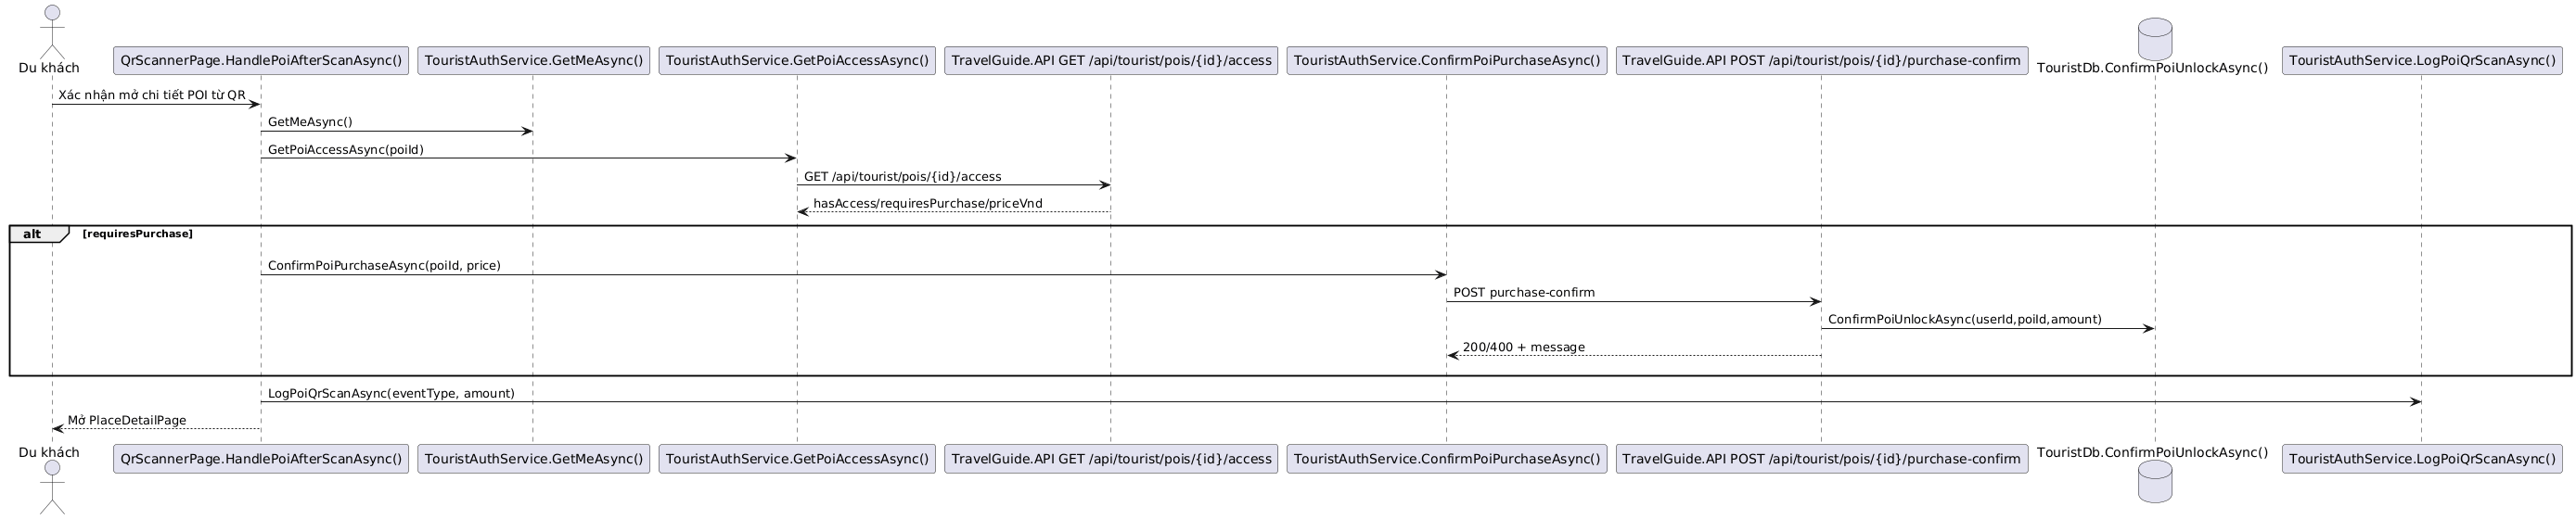 Du khách
QrScannerPage.HandlePoiAfterScanAsync()
TouristAuthService.GetMeAsync()
TouristAuthService.GetPoiAccessAsync()
TravelGuide.API GET /api/tourist/pois/{id}/access
TouristAuthService.ConfirmPoiPurchaseAsync()
TravelGuide.API POST /api/tourist/pois/{id}/purchase-confirm
TouristDb.ConfirmPoiUnlockAsync()
TouristAuthService.LogPoiQrScanAsync()
Xác nhận mở chi tiết POI từ QR
GetMeAsync()
GetPoiAccessAsync(poiId)
GET /api/tourist/pois/{id}/access
hasAccess/requiresPurchase/priceVnd
alt [requiresPurchase]
ConfirmPoiPurchaseAsync(poiId, price)
POST purchase-confirm
ConfirmPoiUnlockAsync(userId,poiId,amount)
200/400 + message
LogPoiQrScanAsync(eventType, amount)
Mở PlaceDetailPage
Du khách
QrScannerPage.HandlePoiAfterScanAsync()
TouristAuthService.GetMeAsync()
TouristAuthService.GetPoiAccessAsync()
TravelGuide.API GET /api/tourist/pois/{id}/access
TouristAuthService.ConfirmPoiPurchaseAsync()
TravelGuide.API POST /api/tourist/pois/{id}/purchase-confirm
TouristDb.ConfirmPoiUnlockAsync()
TouristAuthService.LogPoiQrScanAsync()